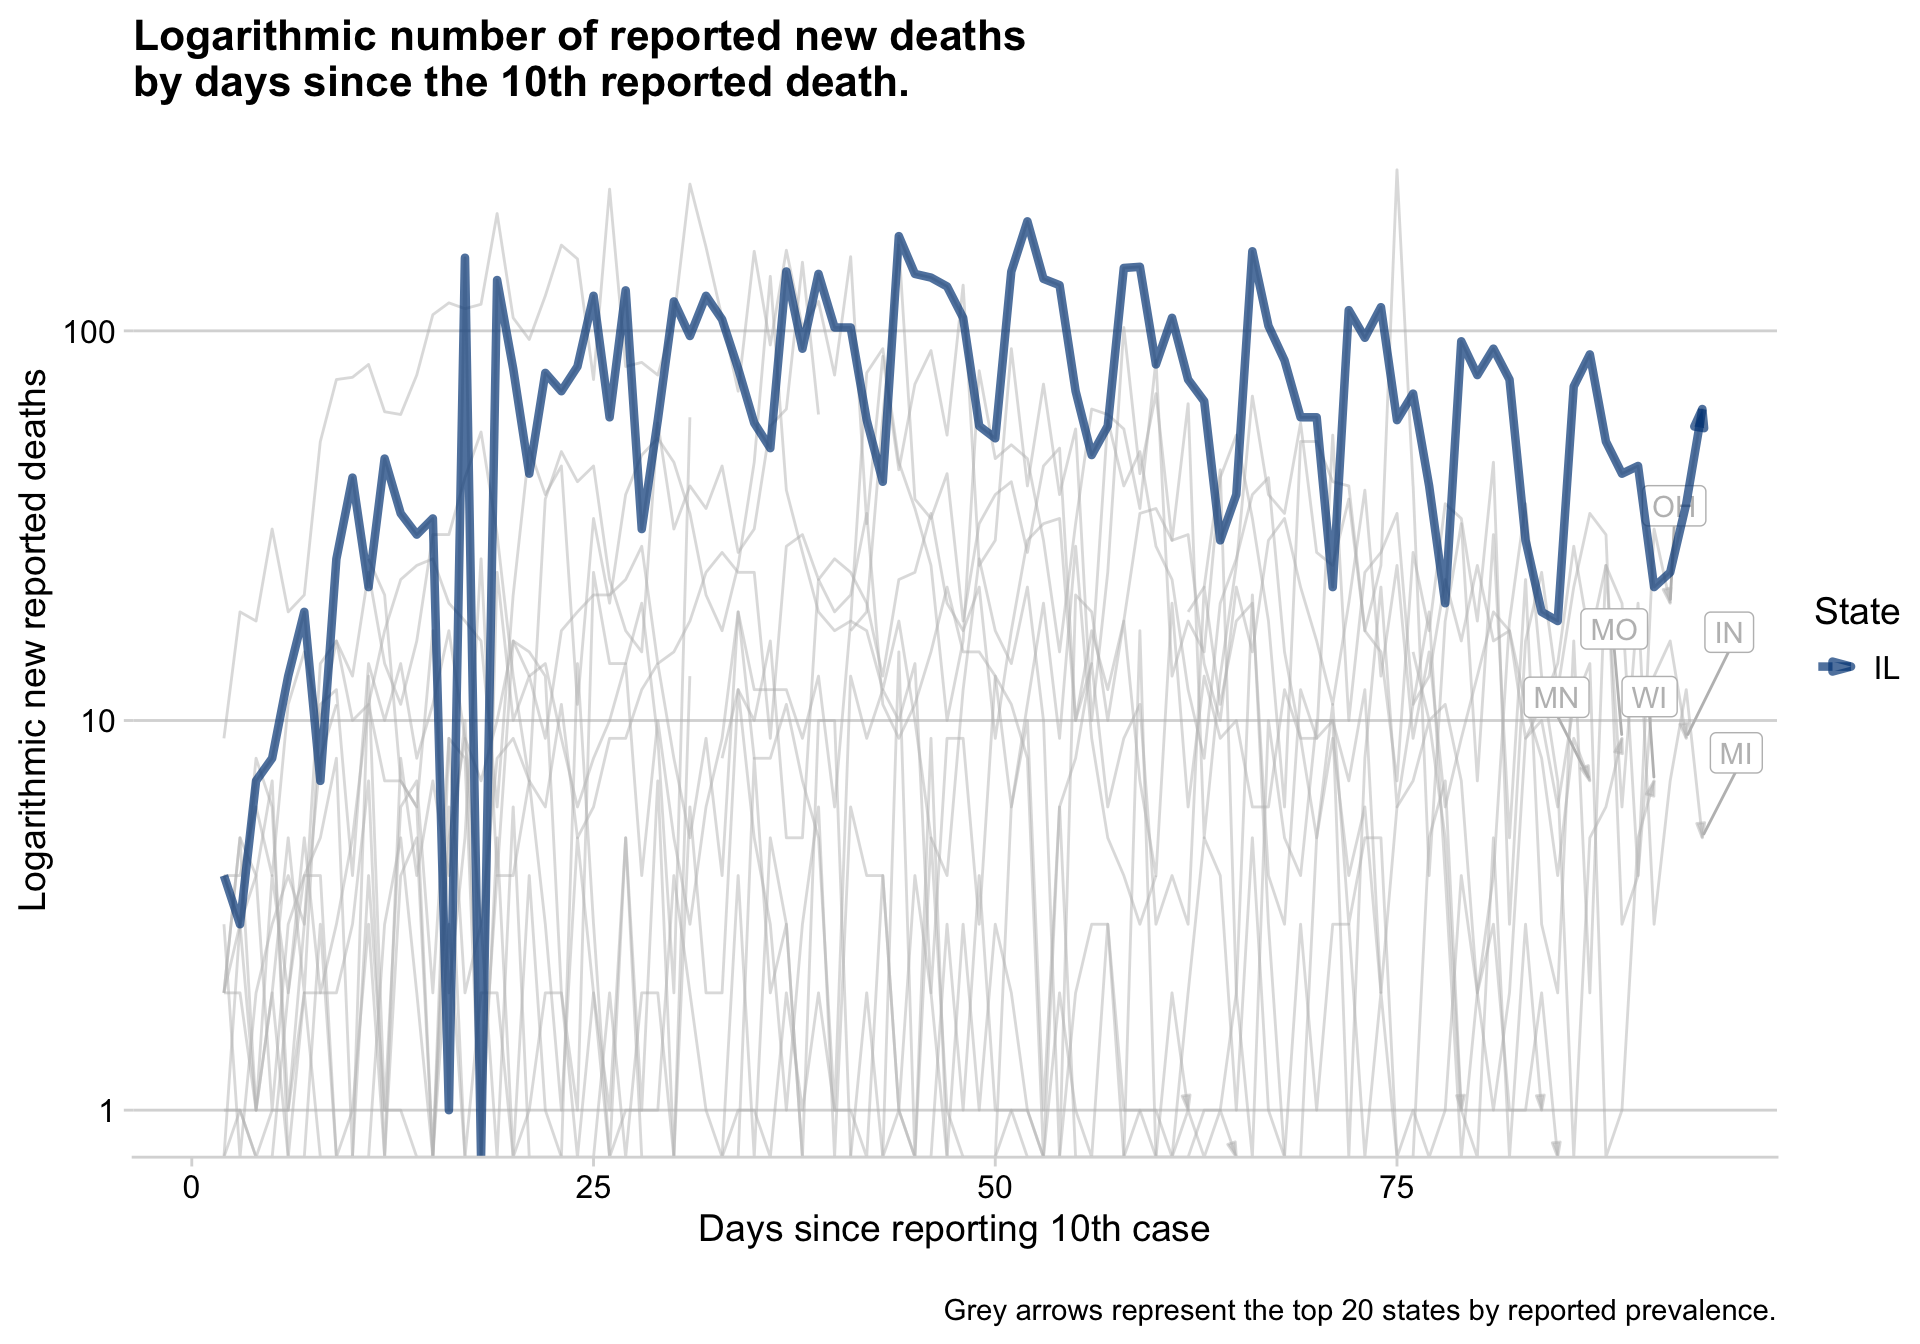 Logarithmic number of reported new deaths
by days since the 10th reported death.
Logarithmic new reported deaths
100
10
1
OH
MO
IN
MN
WI
MI
State
IL
0
25
50
75
Days since reporting 10th case
Grey arrows represent the top 20 states by reported prevalence.